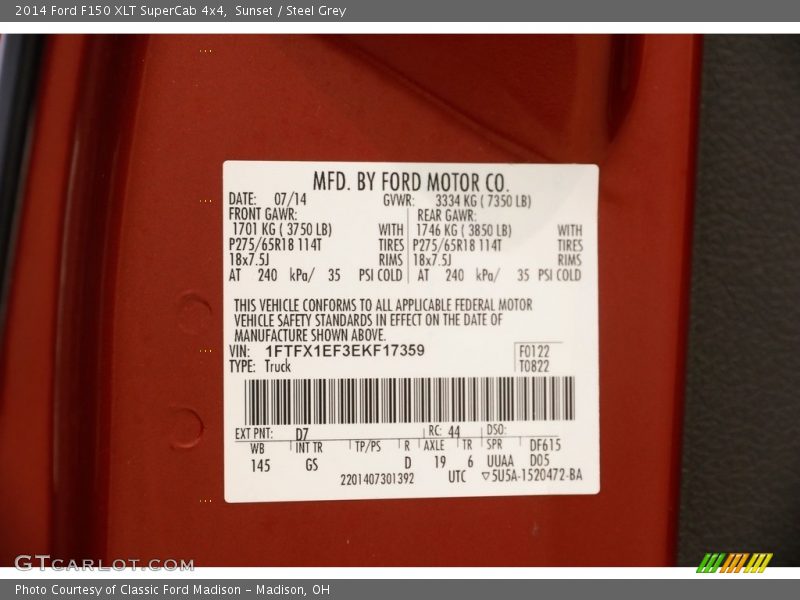 2014 Ford F150 XLT SuperCab 4x4, Sunset / Steel Grey
MFD. BY FORD MOTOR CO.
DATE: 07/14 GVWR: 3334 KG ( 7350 LB)
FRONT GAWR: REAR GAWR:
1701 KG ( 3750 LB) WITH 1746 KG ( 3850 LB) WITH
P275/65R18 114T TIRES P275/65R18 114T TIRES
18x7.5J RIMS 18x7.5J RIMS
AT 240 kPa/ 35 PSI COLD AT 240 kPa/ 35 PSI COLD
THIS VEHICLE CONFORMS TO ALL APPLICABLE FEDERAL MOTOR
VEHICLE SAFETY STANDARDS IN EFFECT ON THE DATE OF
MANUFACTURE SHOWN ABOVE.
VIN: 1FTFX1EF3EKF17359 F0122
TYPE: Truck T0822
EXT PNT: D7 RC: 44 DSO:
WB INT TR TP/PS R AXLE TR SPR DF615
145 GS D 19 6 UUAA D05
2201407301392 UTC ▽5U5A-1520472-BA
GTCARLOT.COM
Photo Courtesy of Classic Ford Madison - Madison, OH